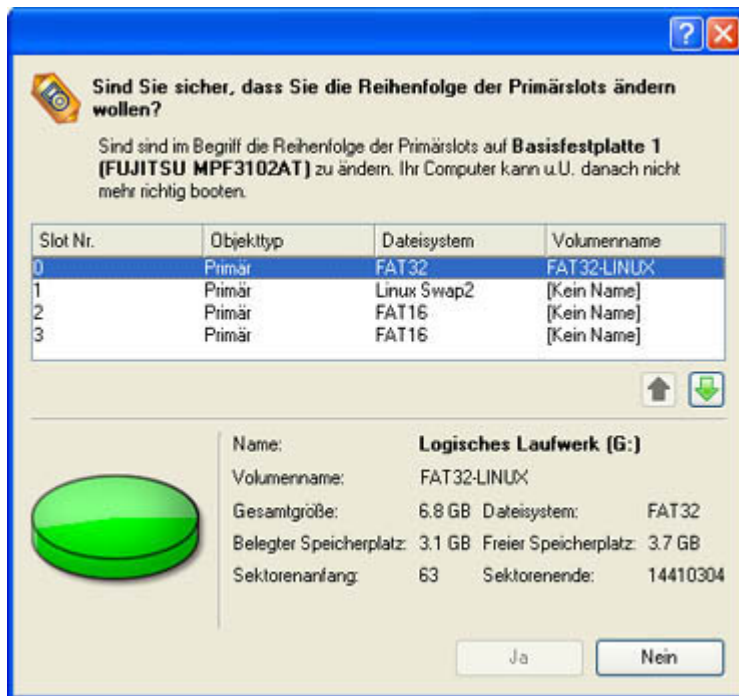 Sind Sie sicher, dass Sie die Reihenfolge der Primärslots ändern
wollen?
Sind sind im Begriff die Reihenfolge der Primärslots auf Basisfestplatte 1
(FUJITSU MPF3102AT) zu ändern. Ihr Computer kann u.U. danach nicht
mehr richtig booten.
Slot Nr. Objekttyp Dateisystem Volumenname
0 Primär FAT32 FAT32-LINUX
1 Primär Linux Swap2 [Kein Name]
2 Primär FAT16 [Kein Name]
3 Primär FAT16 [Kein Name]
Name: Logisches Laufwerk (G:)
Volumenname: FAT32-LINUX
Gesamtgröße: 6.8 GB Dateisystem: FAT32
Belegter Speicherplatz: 3.1 GB Freier Speicherplatz: 3.7 GB
Sektorenanfang: 63 Sektorenende: 14410304
Ja Nein